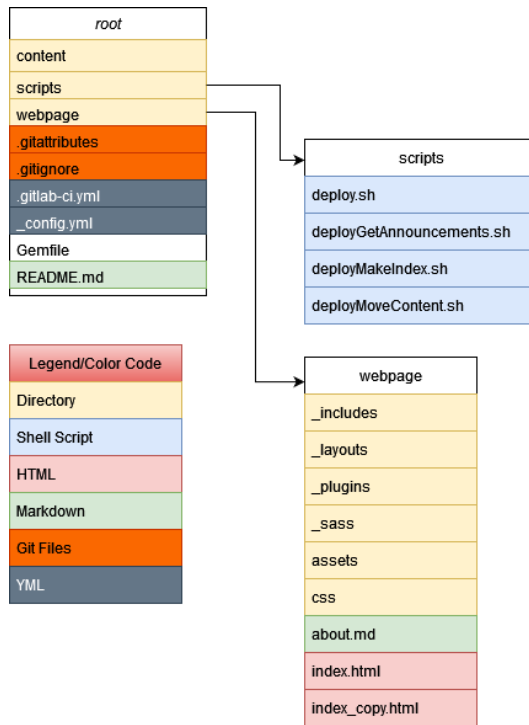 root
content
scripts
webpage
.gitattributes
.gitignore
.gitlab-ci.yml
_config.yml
Gemfile
README.md
scripts
deploy.sh
deployGetAnnouncements.sh
deployMakeIndex.sh
deployMoveContent.sh
Legend/Color Code
Directory
Shell Script
HTML
Markdown
Git Files
YML
webpage
_includes
_layouts
_plugins
_sass
assets
css
about.md
index.html
index_copy.html